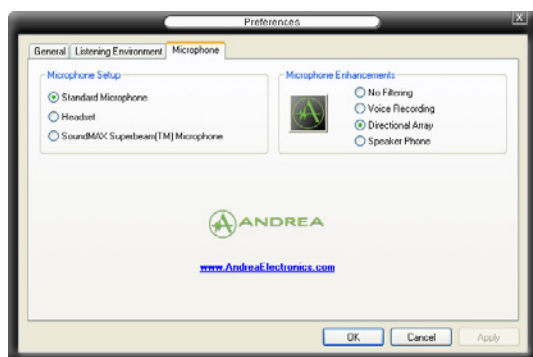 Preferences
X
General Listening Environment Microphone
Microphone Setup
Standard Microphone
Headset
SoundMAX Superbeam(TM) Microphone
Microphone Enhancements
No Filtering
Voice Recording
Directional Array
Speaker Phone
ANDREA
www.AndreaElectronics.com
OK Cancel Apply